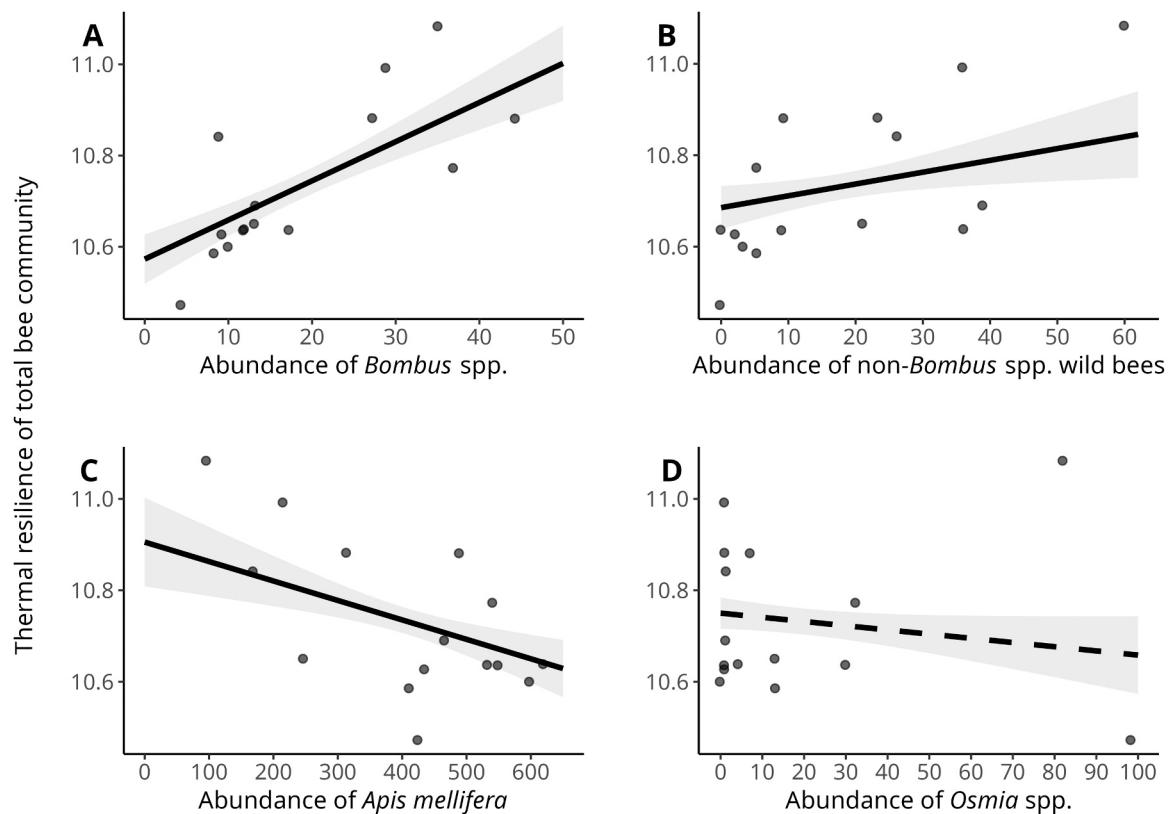 Thermal resilience of total bee community
A
11.0
10.8
10.6
0 10 20 30 40 50
Abundance of Bombus spp.
B
11.0
10.8
10.6
0 10 20 30 40 50 60
Abundance of non-Bombus spp. wild bees
C
11.0
10.8
10.6
0 100 200 300 400 500 600
Abundance of Apis mellifera
D
11.0
10.8
10.6
0 10 20 30 40 50 60 70 80 90 100
Abundance of Osmia spp.